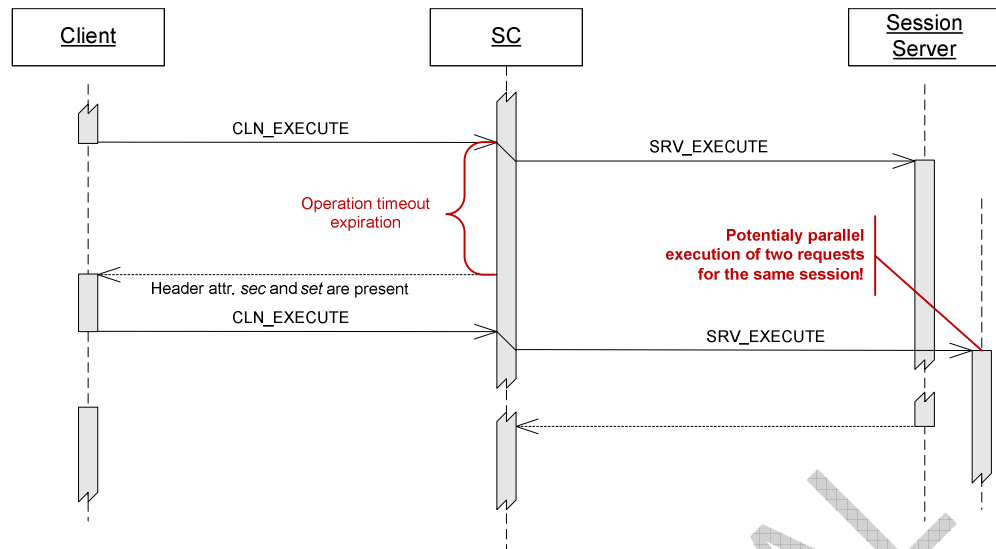 Client
SC
Session
Server
CLN_EXECUTE
SRV_EXECUTE
Operation timeout
expiration
Potentialy parallel
execution of two requests
for the same session!
Header attr. sec and set are present
CLN_EXECUTE
SRV_EXECUTE